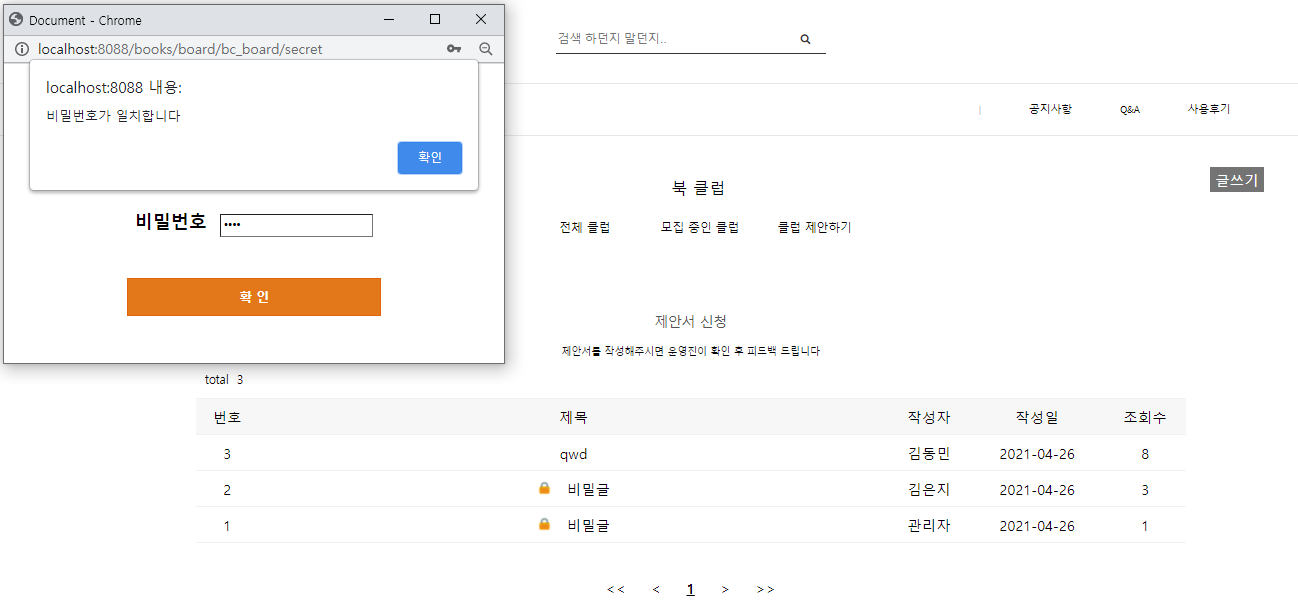 Document - Chrome
localhost:8088/books/board/bc_board/secret
localhost:8088 내용:
비밀번호가 일치합니다
확인
비밀번호 ••••
확 인
검색 하던지 말던지..
| 공지사항 Q&A 사용후기
북 클럽
글쓰기
전체 클럽 모집 중인 클럽 클럽 제안하기
제안서 신청
제안서를 작성해주시면 운영진이 확인 후 피드백 드립니다
total 3
번호 제목 작성자 작성일 조회수
3 qwd 김동민 2021-04-26 8
2 비밀글 김은지 2021-04-26 3
1 비밀글 관리자 2021-04-26 1
<< < 1 > >>